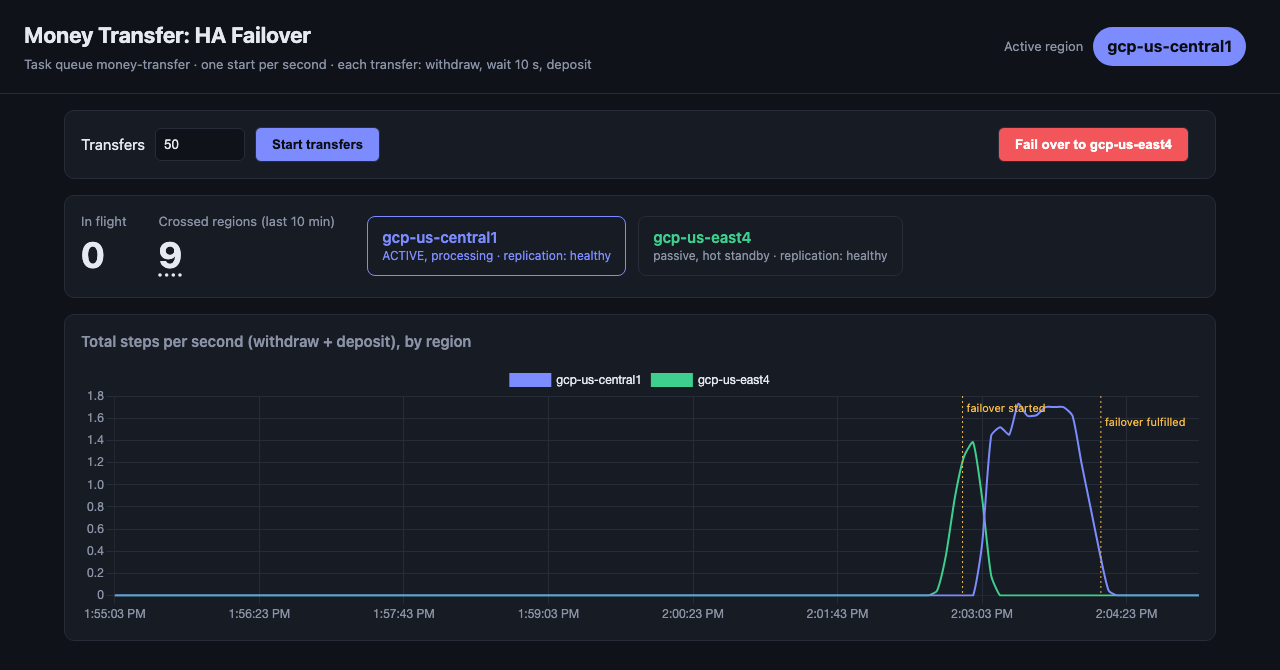 Money Transfer: HA Failover
Task queue money-transfer · one start per second · each transfer: withdraw, wait 10 s, deposit
Active region
gcp-us-central1
Transfers
50
Start transfers
Fail over to gcp-us-east4
In flight
0
Crossed regions (last 10 min)
9
gcp-us-central1
ACTIVE, processing · replication: healthy
gcp-us-east4
passive, hot standby · replication: healthy
Total steps per second (withdraw + deposit), by region
gcp-us-central1
gcp-us-east4
1.8
1.6
1.4
1.2
1.0
0.8
0.6
0.4
0.2
0
failover started
failover fulfilled
1:55:03 PM
1:56:23 PM
1:57:43 PM
1:59:03 PM
2:00:23 PM
2:01:43 PM
2:03:03 PM
2:04:23 PM